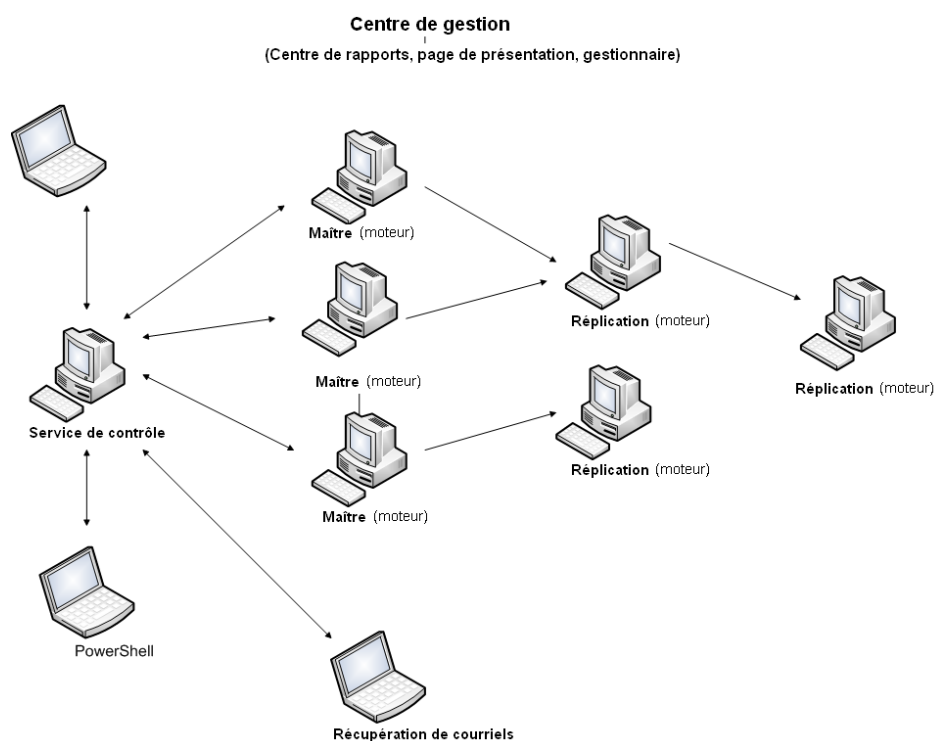 Centre de gestion
(Centre de rapports, page de présentation, gestionnaire)
Maître (moteur)
Réplication (moteur)
Maître (moteur)
Réplication (moteur)
Service de contrôle
Réplication (moteur)
Maître (moteur)
PowerShell
Récupération de courriels